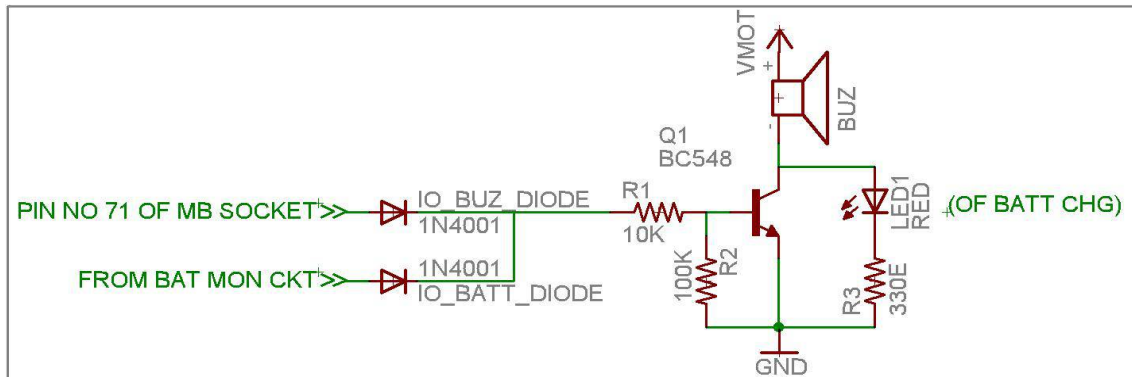 VMOT
+
+
-
BUZ
Q1
BC548
PIN NO 71 OF MB SOCKET
IO_BUZ_DIODE
1N4001
R1
10K
LED1
RED
(OF BATT CHG)
FROM BAT MON CKT
1N4001
IO_BATT_DIODE
100K
R2
R3
330E
GND